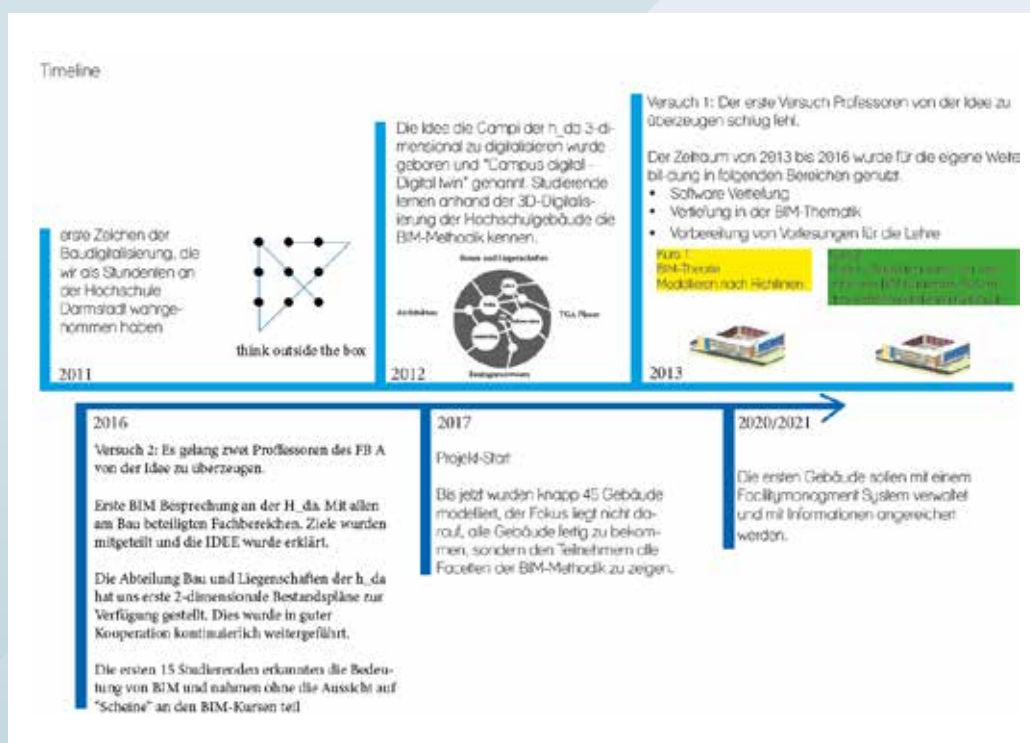 Timeline
erste Zeichen der
Baudigitalisierung, die
wir als Stundenten an
der Hochschule
Darmstadt wahrge-
nommen haben
think outside the box
2011
Die Idee die Campi der h_da 3-di-
mensional zu digitalisieren wurde
geboren und "Campus digital –
Digital Twin" genannt. Studierende
lernen anhand der 3D-Digitalis-
ierung der Hochschulgebäude die
BIM-Methodik kennen.
Bauen und Liegenschaften
Architektur
TGA Planer
2012
Versuch 1: Der erste Versuch Professoren von der Idee zu
überzeugen schlug fehl.
Der Zeitraum von 2013 bis 2016 wurde für die eigene Weite
bil-dung in folgenden Bereichen genutzt.
• Software Vertiefung
• Vertiefung in der BIM-Thematik
• Vorbereitung von Vorlesungen für die Lehre
Kurs 1
BIM-Theorie
Modellieren nach Richlinien
2013
2016
Versuch 2: Es gelang zwei Proffessoren des FB A
von der Idee zu überzeugen.
Erste BIM Besprechung an der H_da. Mit allen
am Bau beteiligten Fachbereichen. Ziele wurden
mitgeteilt und die IDEE wurde erklärt.
Die Abteilung Bau und Liegenschaften der h_da
hat uns erste 2-dimensionale Bestandspläne zur
Verfügung gestellt. Dies wurde in guter
Kooperation kontinuierlich weitergeführt.
Die ersten 15 Studierenden erkannten die Bedeu-
tung von BIM und nahmen ohne die Aussicht auf
"Scheine" an den BIM-Kursen teil
2017
Projekt-Start
Bis jetzt wurden knapp 45 Gebäude
modelliert, der Fokus liegt nicht da-
rauf, alle Gebäude fertig zu bekom-
men, sondern den Teilnehmern alle
Facetten der BIM-Methodik zu zeigen.
2020/2021
Die ersten Gebäude sollen mit einem
Facilitymanagment System verwaltet
und mit Informationen angereichert
werden.